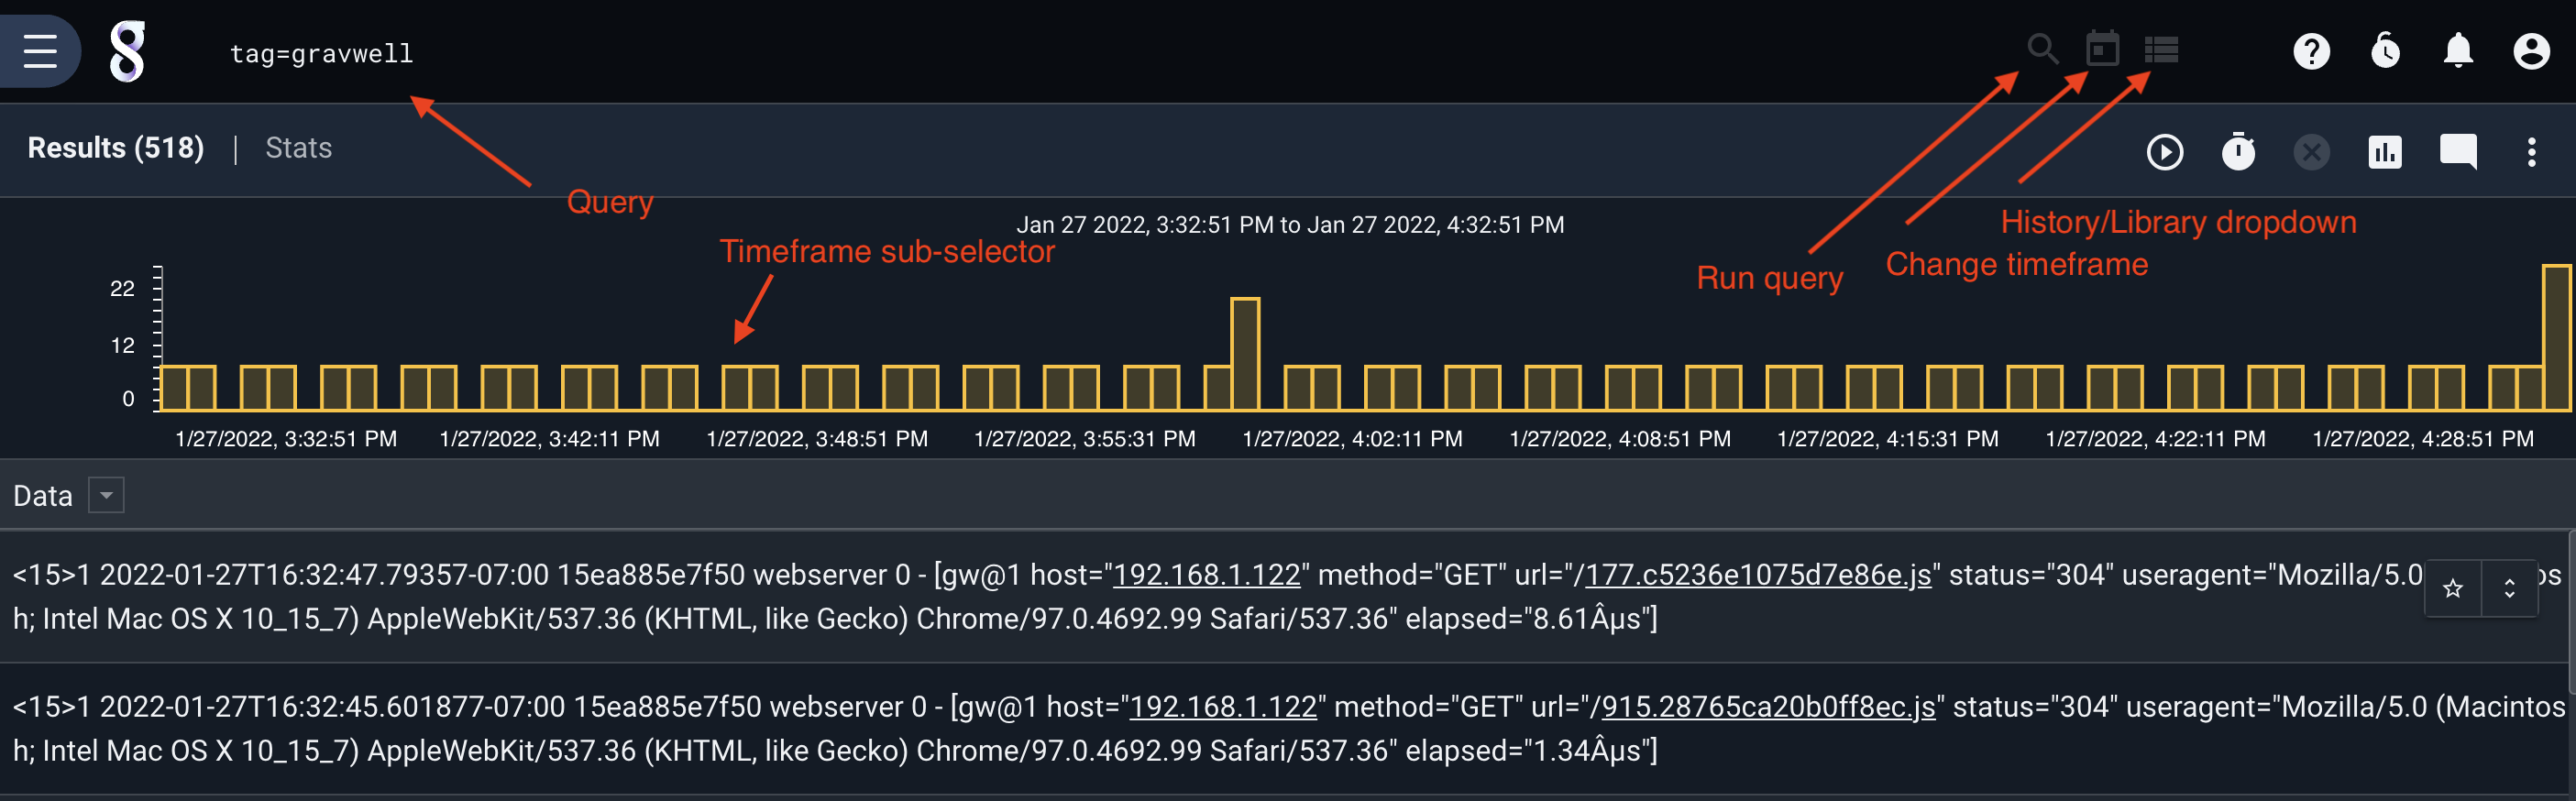 tag=gravwell
Results (518) | Stats
Query
Jan 27 2022, 3:32:51 PM to Jan 27 2022, 4:32:51 PM
Timeframe sub-selector
History/Library dropdown
Change timeframe
Run query
22
12
0
1/27/2022, 3:32:51 PM 1/27/2022, 3:42:11 PM 1/27/2022, 3:48:51 PM 1/27/2022, 3:55:31 PM 1/27/2022, 4:02:11 PM 1/27/2022, 4:08:51 PM 1/27/2022, 4:15:31 PM 1/27/2022, 4:22:11 PM 1/27/2022, 4:28:51 PM
Data
<15>1 2022-01-27T16:32:47.79357-07:00 15ea885e7f50 webserver 0 - [gw@1 host="192.168.1.122" method="GET" url="/177.c5236e1075d7e86e.js" status="304" useragent="Mozilla/5.0 os
h; Intel Mac OS X 10_15_7) AppleWebKit/537.36 (KHTML, like Gecko) Chrome/97.0.4692.99 Safari/537.36" elapsed="8.61Âµs"]
<15>1 2022-01-27T16:32:45.601877-07:00 15ea885e7f50 webserver 0 - [gw@1 host="192.168.1.122" method="GET" url="/915.28765ca20b0ff8ec.js" status="304" useragent="Mozilla/5.0 (Macintos
h; Intel Mac OS X 10_15_7) AppleWebKit/537.36 (KHTML, like Gecko) Chrome/97.0.4692.99 Safari/537.36" elapsed="1.34Âµs"]